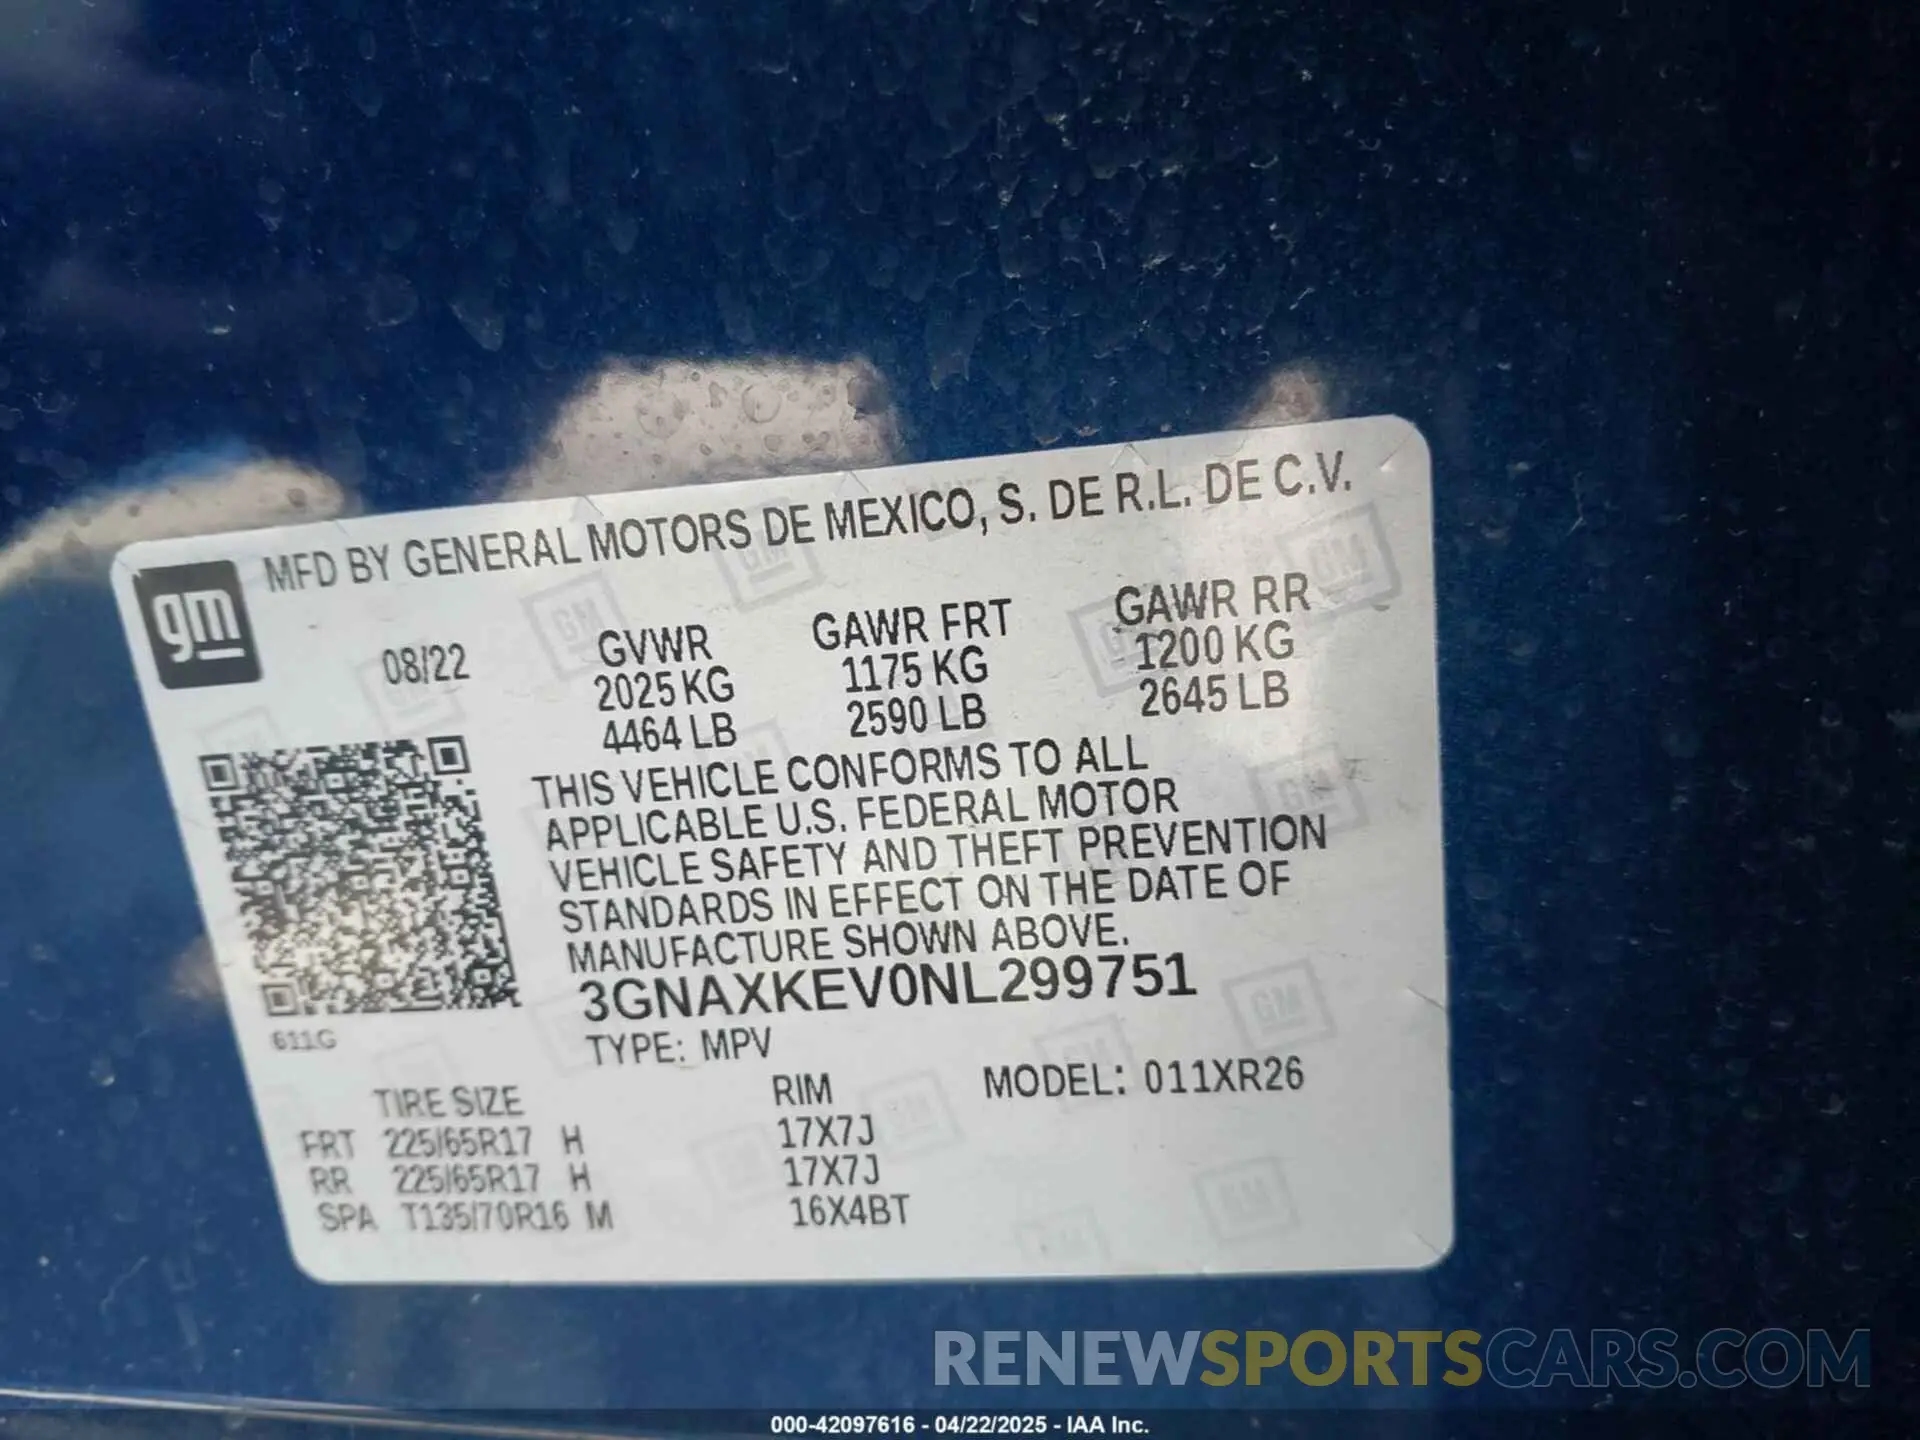 MFD BY GENERAL MOTORS DE MEXICO, S. DE R.L. DE C.V.
gm
08/22
GVWR GAWR FRT GAWR RR
2025 KG 1175 KG 1200 KG
4464 LB 2590 LB 2645 LB
THIS VEHICLE CONFORMS TO ALL
APPLICABLE U.S. FEDERAL MOTOR
VEHICLE SAFETY AND THEFT PREVENTION
STANDARDS IN EFFECT ON THE DATE OF
MANUFACTURE SHOWN ABOVE.
3GNAXKEV0NL299751
611G
TYPE: MPV
TIRE SIZE RIM MODEL: 011XR26
FRT 225/65R17 H 17X7J
RR 225/65R17 H 17X7J
SPA T135/70R16 M 16X4BT
RENEWSPORTSCARS.COM
000-42097616 - 04/22/2025 - IAA Inc.